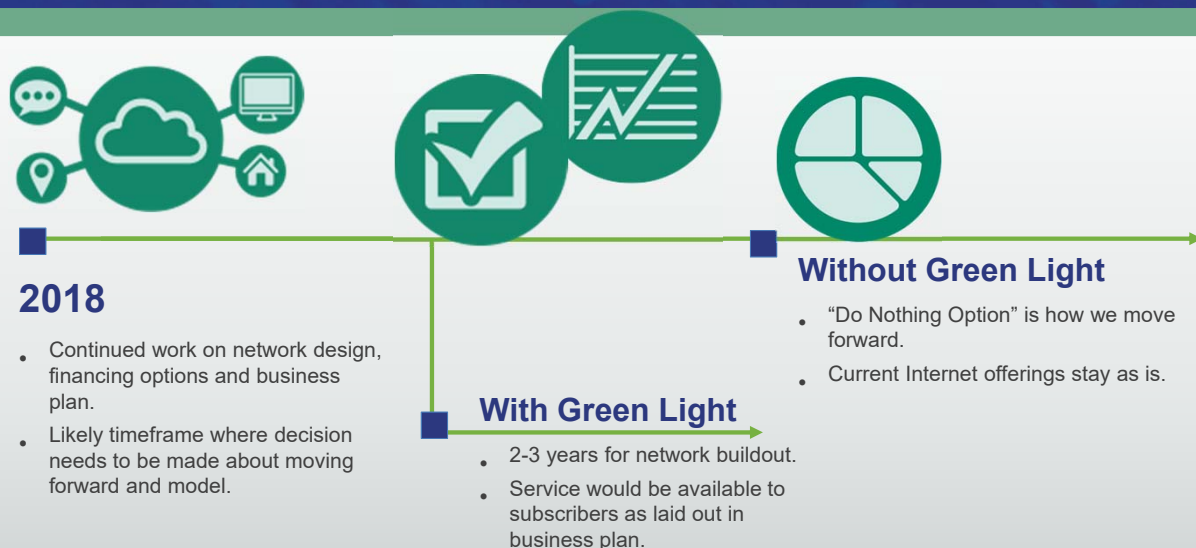 2018
• Continued work on network design,
financing options and business
plan.
• Likely timeframe where decision
needs to be made about moving
forward and model.
With Green Light
• 2-3 years for network buildout.
• Service would be available to
subscribers as laid out in
business plan.
Without Green Light
• “Do Nothing Option” is how we move
forward.
• Current Internet offerings stay as is.